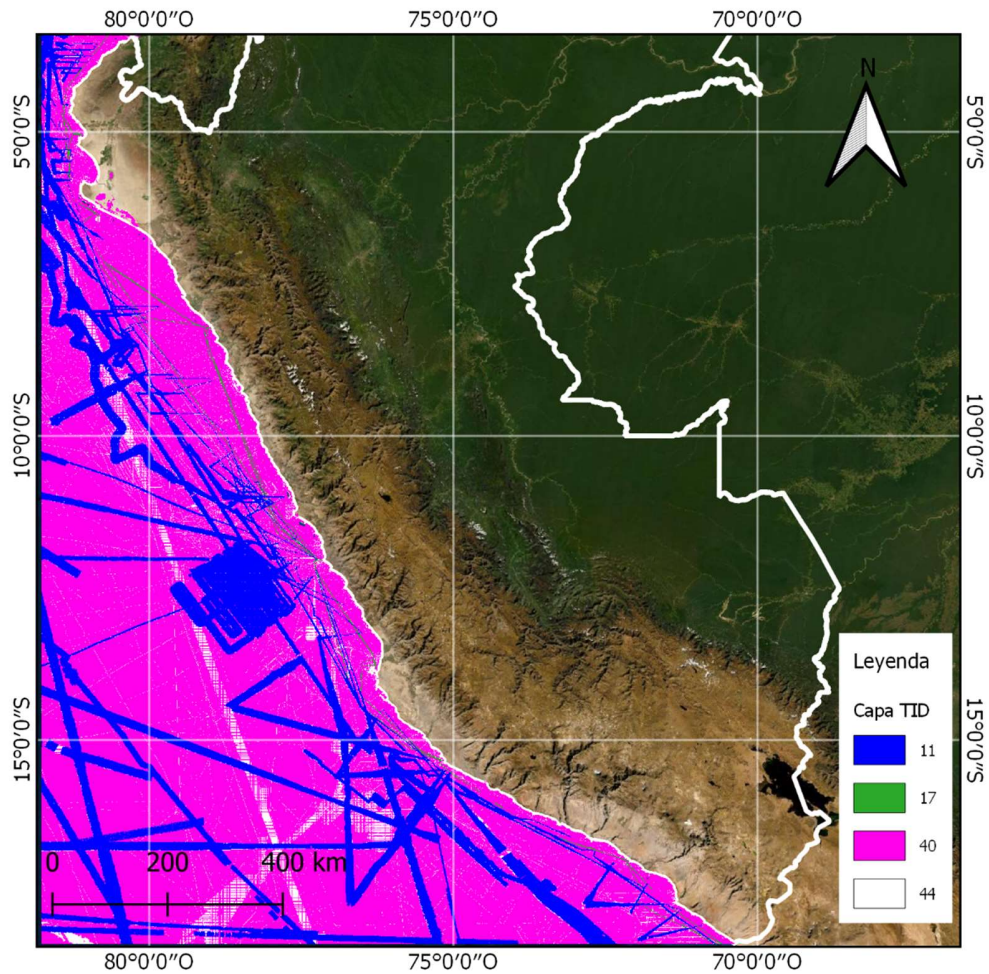 80°0′0″O 75°0′0″O 70°0′0″O
N
5°0′0″S 5°0′0″S
10°0′0″S 10°0′0″S
15°0′0″S 15°0′0″S
Leyenda
Capa TID
11
17
40
44
0 200 400 km
80°0′0″O 75°0′0″O 70°0′0″O